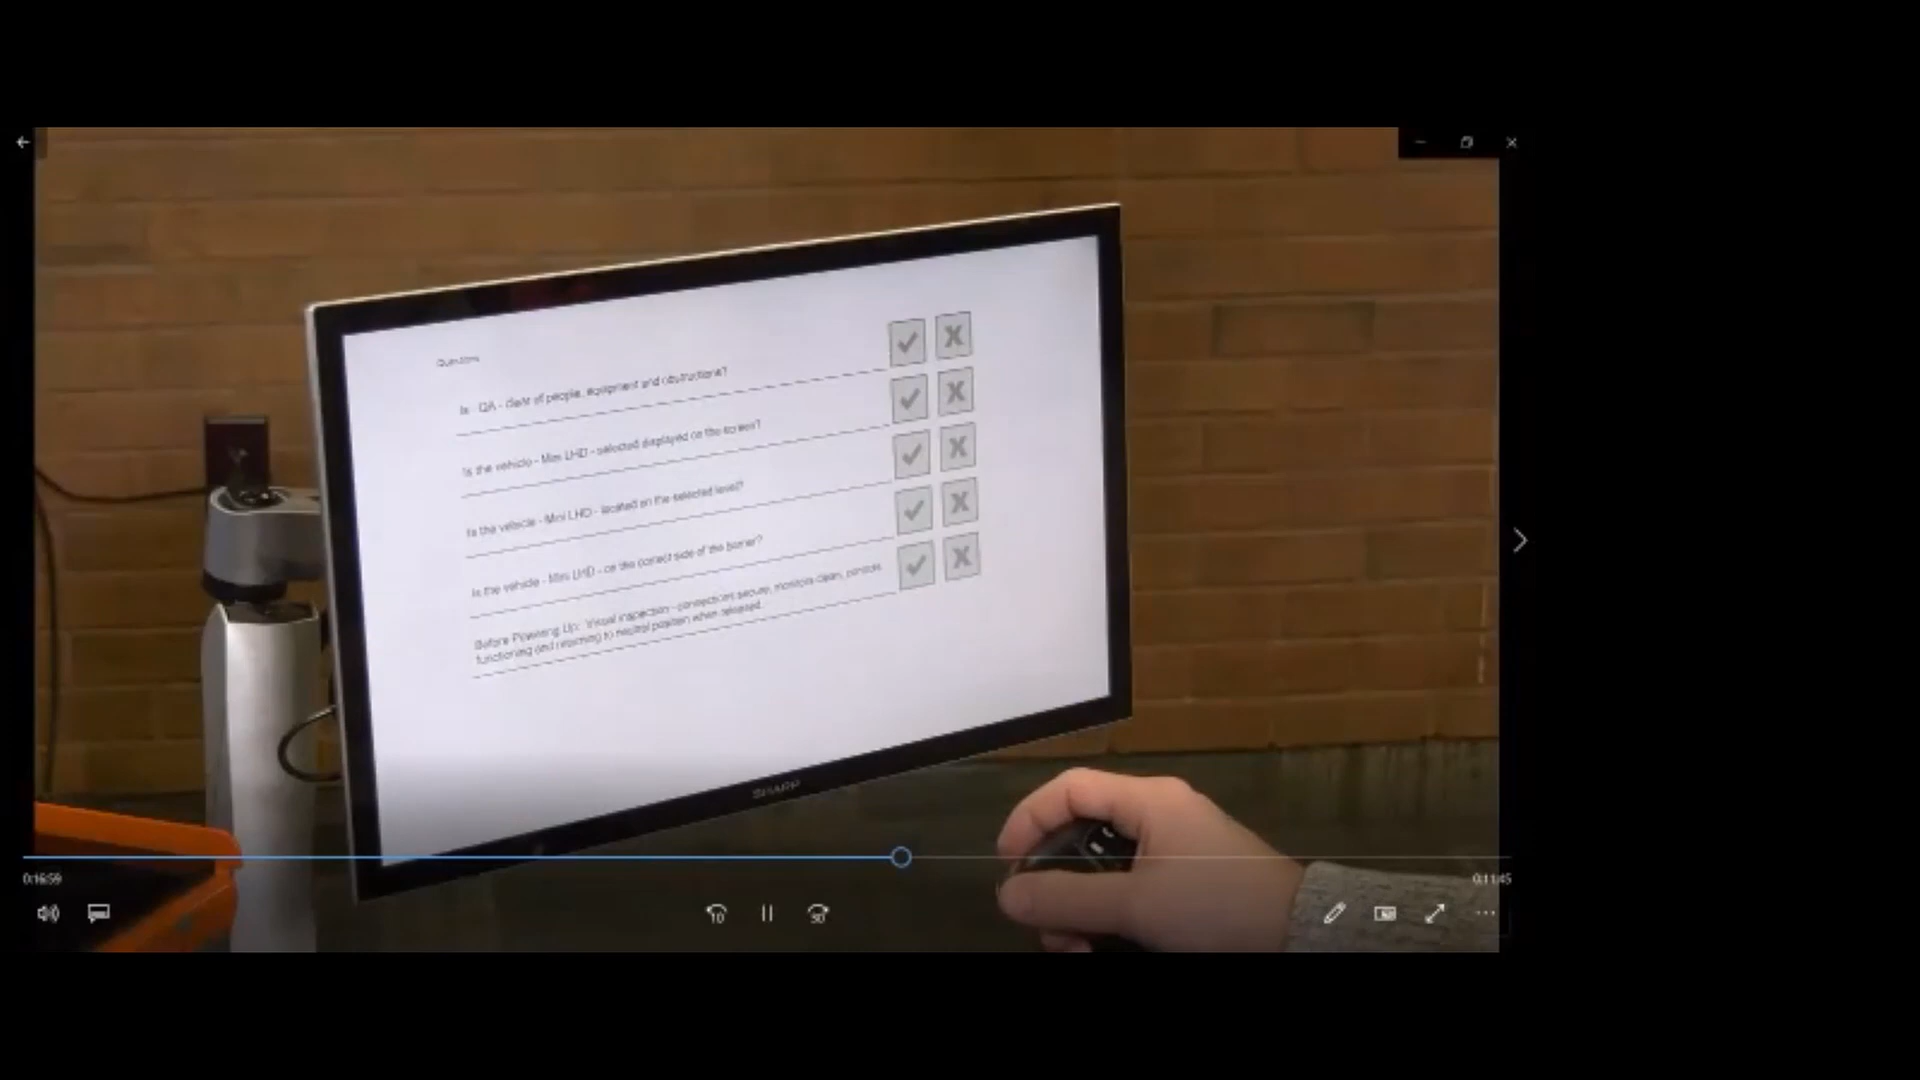 Questions
Is QA - clear of people, equipment and obstructions?
Is the vehicle - Mini LHD - selected displayed on the screen?
Is the vehicle - Mini LHD - located on the selected level?
Is the vehicle - Mini LHD - on the correct side of the barrier?
Before Powering Up: Visual inspection - connections secure, monitors clean, controls
functioning and returning to neutral position when released.
SHARP
0:16:59
0:11:45
10
30